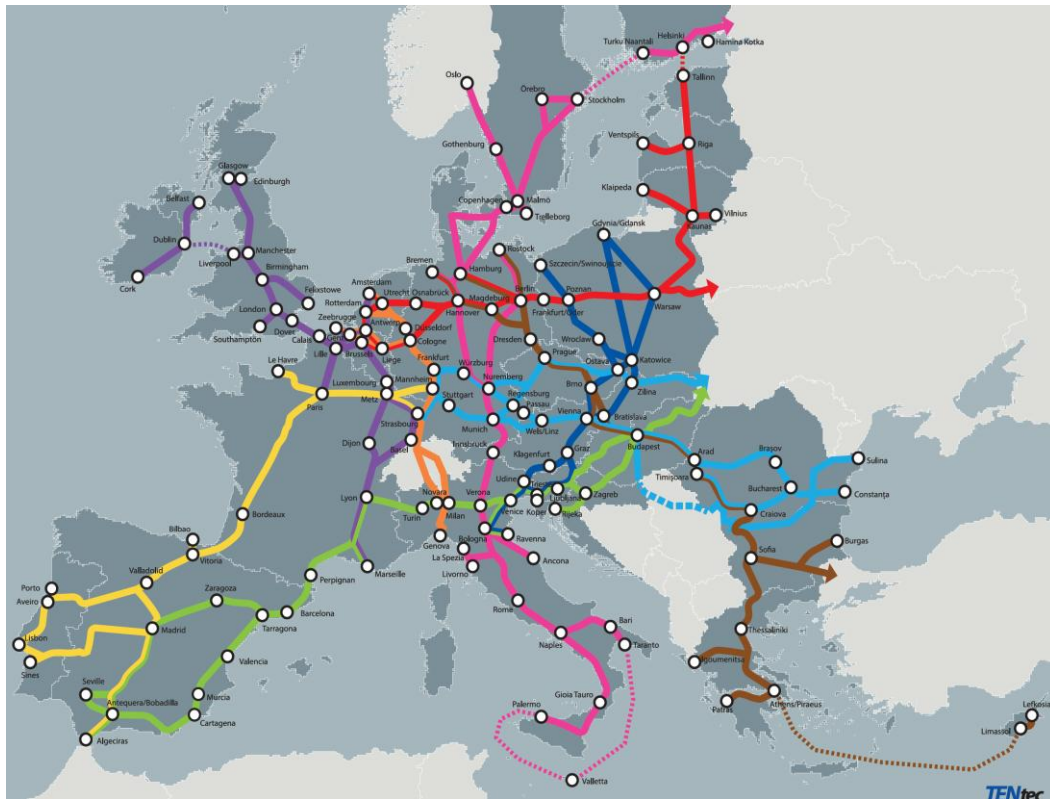 Helsinki
Turku Naantali
Hamina Kotka
Oslo
Örebro
Stockholm
Tallinn
Ventspils
Riga
Gothenburg
Klaipeda
Glasgow
Edinburgh
Belfast
Copenhagen
Malmö
Trelleborg
Vilnius
Kaunas
Gdynia/Gdansk
Dublin
Liverpool
Manchester
Rostock
Szczecin/Swinoujscie
Cork
Birmingham
Bremen
Hamburg
Amsterdam
Felixstowe
Utrecht
Osnabrück
Berlin
Poznan
Rotterdam
Magdeburg
Warsaw
London
Zeebrugge
Hannover
Frankfurt/Oder
Antwerp
Düsseldorf
Southampton
Dover
Calais
Cologne
Dresden
Wroclaw
Lille
Brussels
Liège
Prague
Katowice
Le Havre
Frankfurt
Würzburg
Ostava
Luxembourg
Mannheim
Nuremberg
Zilina
Paris
Metz
Stuttgart
Regensburg
Brno
Passau
Vienna
Strasbourg
Munich
Wels/Linz
Bratislava
Dijon
Basel
Innsbruck
Graz
Budapest
Arad
Braşov
Sulina
Klagenfurt
Timişoara
Udine
Bucharest
Constanţa
Lyon
Novara
Verona
Ljubljana
Zagreb
Turin
Milan
Venice
Koper
Rijeka
Craiova
Bordeaux
Genova
Bologna
Ravenna
Bilbao
La Spezia
Sofia
Burgas
Vitoria
Marseille
Livorno
Ancona
Porto
Valladolid
Perpignan
Aveiro
Zaragoza
Barcelona
Rome
Tarragona
Madrid
Bari
Thessaliniki
Lisbon
Naples
Taranto
Valencia
Sines
Igoumenitsa
Seville
Murcia
Gioia Tauro
Antequera/Bobadilla
Palermo
Patras
Athens/Piraeus
Lefkosia
Cartagena
Limassol
Algeciras
Valletta
TENtec